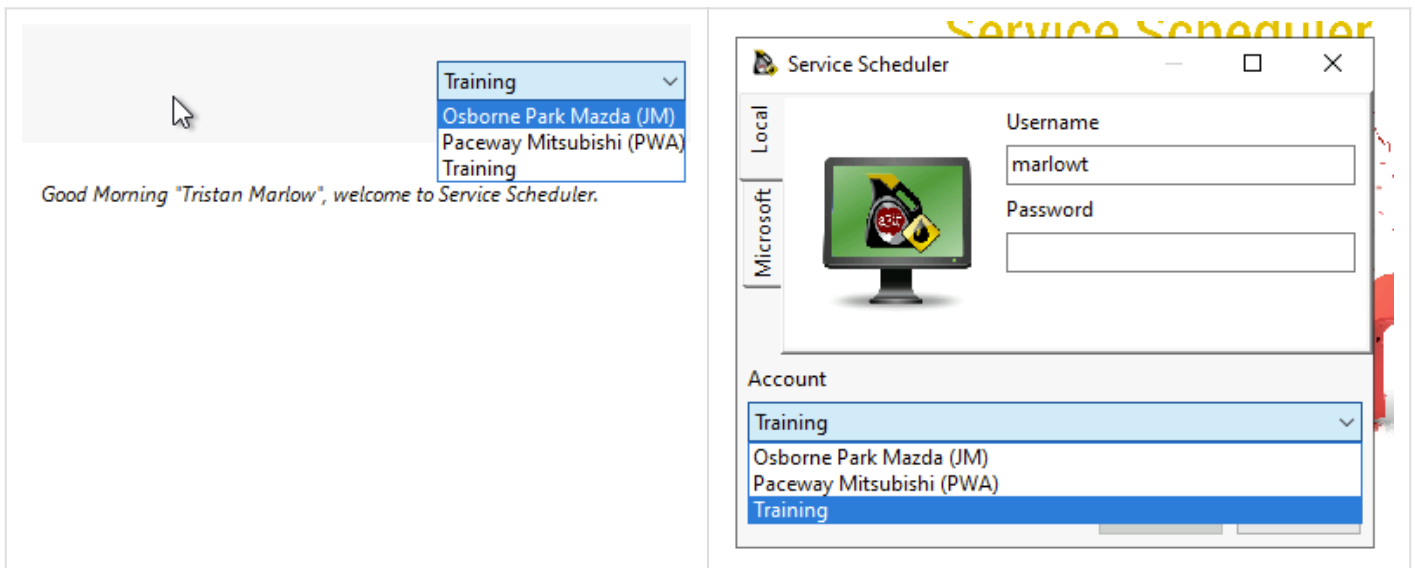 Training
Osborne Park Mazda (JM)
Paceway Mitsubishi (PWA)
Training
Good Morning "Tristan Marlow", welcome to Service Scheduler.
Service Scheduler
Service Scheduler
Local
Microsoft
Username
marlowt
Password
Account
Training
Osborne Park Mazda (JM)
Paceway Mitsubishi (PWA)
Training